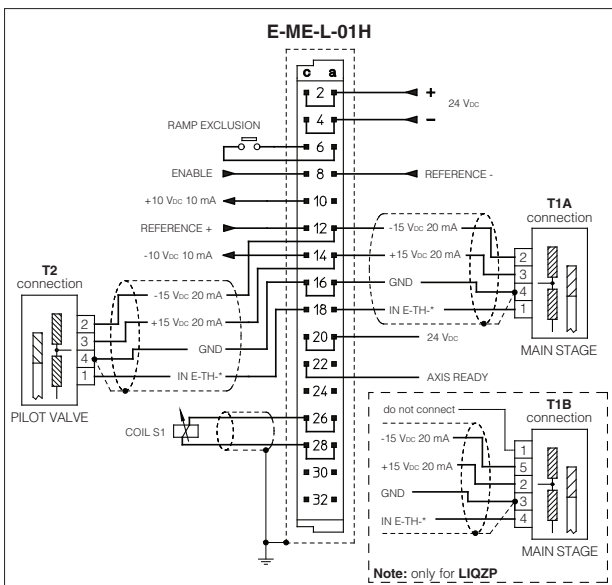 E-ME-L-01H
c a
2
+
24 VDC
4
−
RAMP EXCLUSION
6
ENABLE
8
REFERENCE -
+10 VDC 10 mA
10
REFERENCE +
12
-10 VDC 10 mA
14
16
18
20
24 VDC
22
AXIS READY
24
26
28
30
32
T1A
connection
-15 VDC 20 mA
2
+15 VDC 20 mA
3
GND
4
IN E-TH-*
1
MAIN STAGE
T2
connection
-15 VDC 20 mA
2
+15 VDC 20 mA
3
GND
4
IN E-TH-*
1
PILOT VALVE
COIL S1
T1B
connection
do not connect
1
-15 VDC 20 mA
5
+15 VDC 20 mA
2
GND
3
IN E-TH-*
4
MAIN STAGE
Note: only for LIQZP